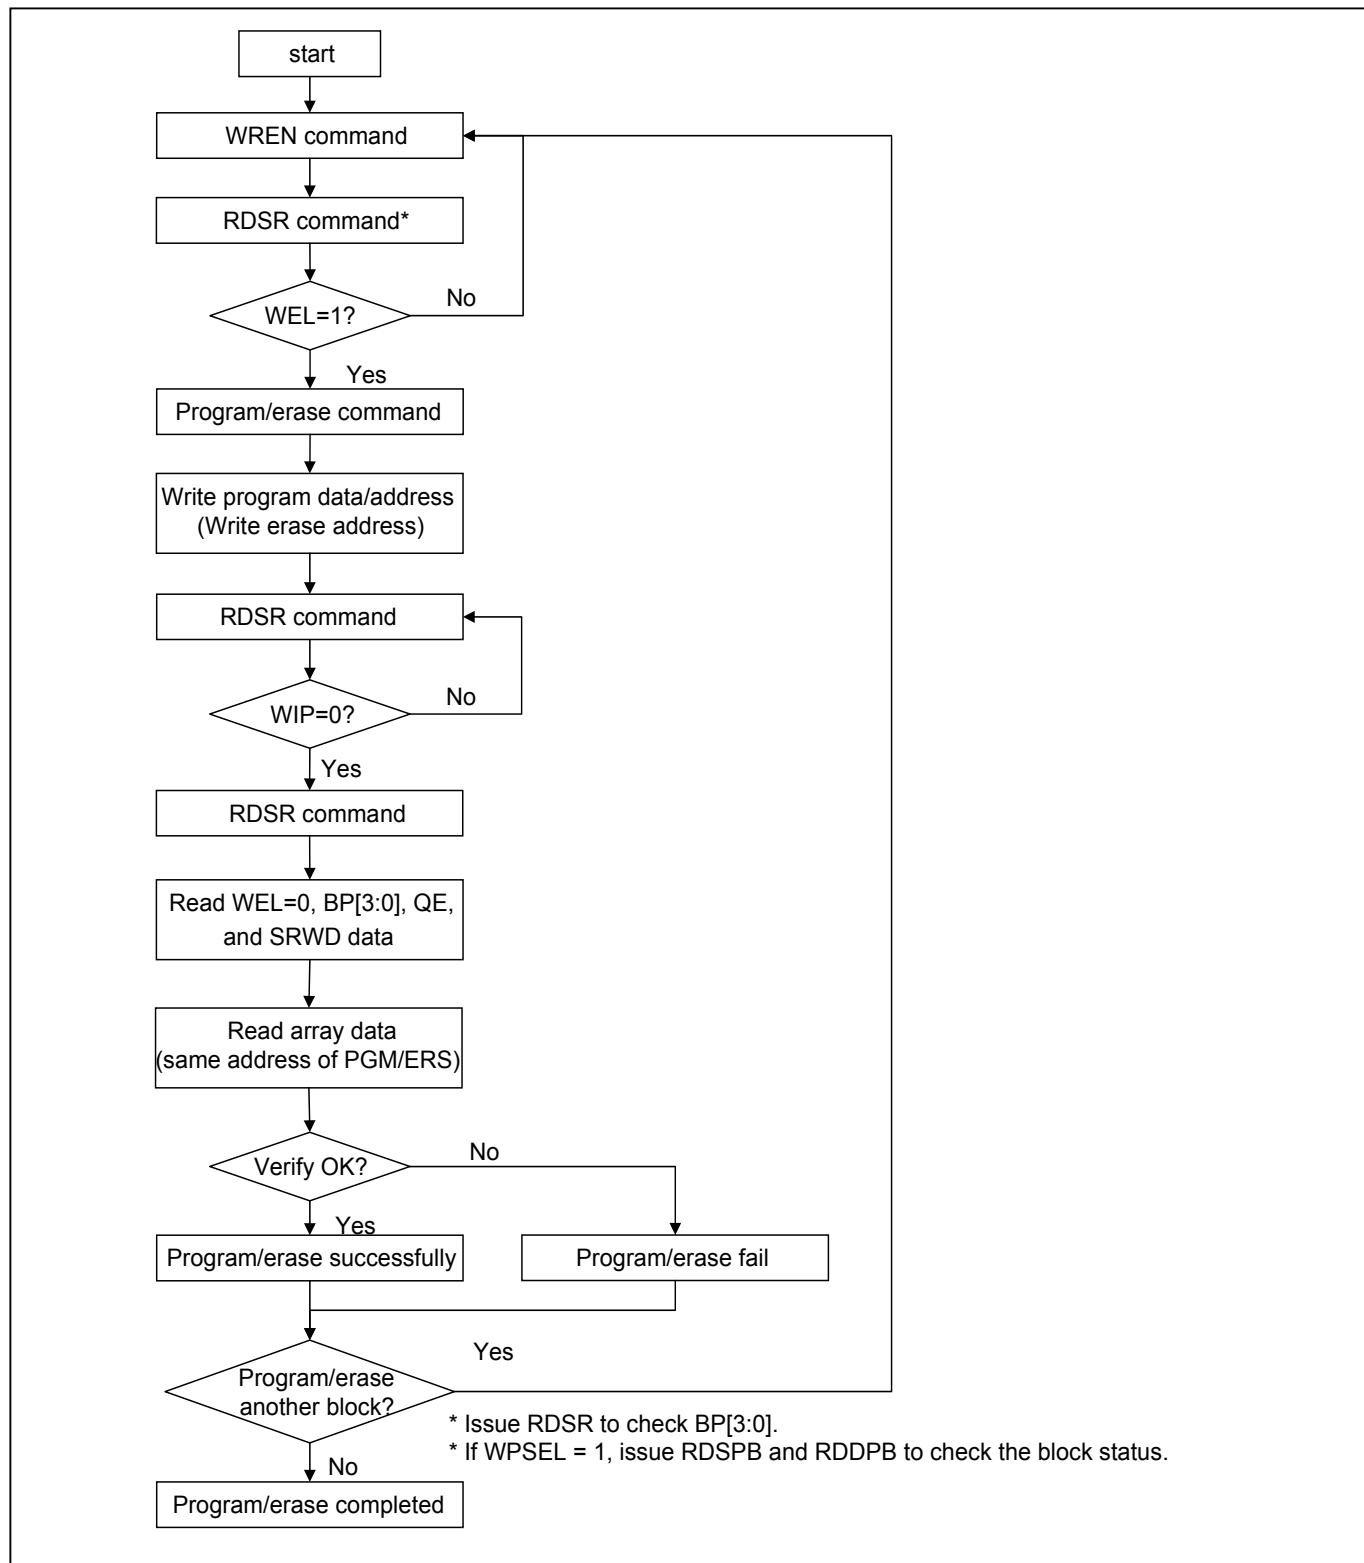 start
WREN command
RDSR command*
WEL=1?
No
Yes
Program/erase command
Write program data/address
(Write erase address)
RDSR command
WIP=0?
No
Yes
RDSR command
Read WEL=0, BP[3:0], QE,
and SRWD data
Read array data
(same address of PGM/ERS)
Verify OK?
No
Yes
Program/erase successfully
Program/erase fail
Yes
Program/erase
another block?
* Issue RDSR to check BP[3:0].
* If WPSEL = 1, issue RDSPB and RDDPB to check the block status.
No
Program/erase completed